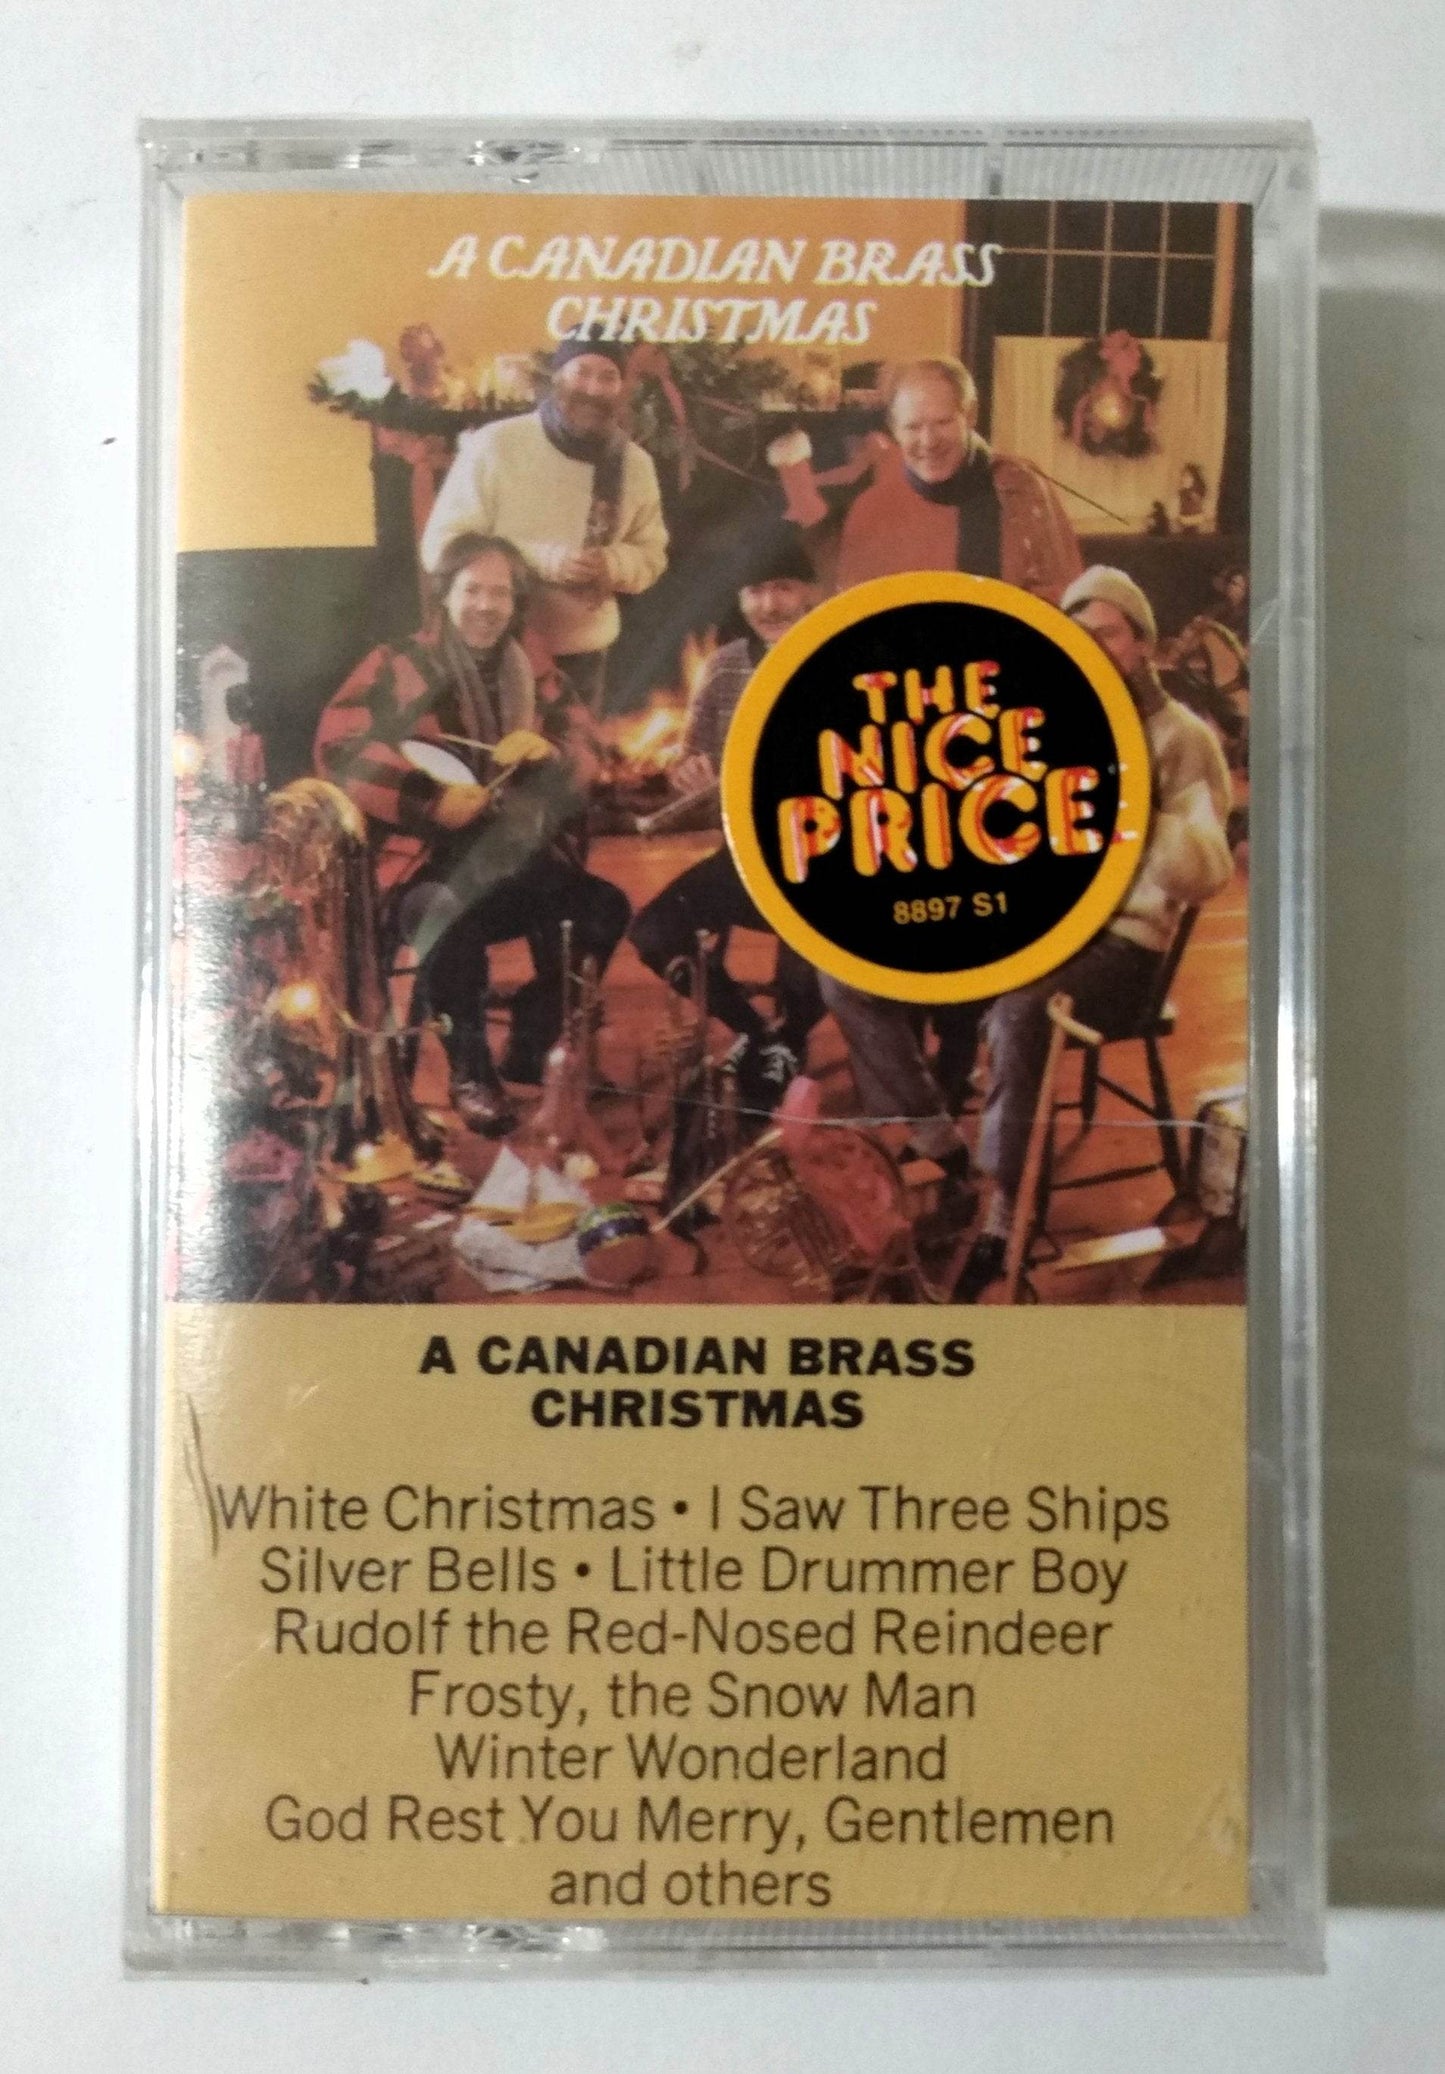 A CANADIAN BRASS
CHRISTMAS
THE
NICE
PRICE
8897 S1
A CANADIAN BRASS
CHRISTMAS
White Christmas • I Saw Three Ships
Silver Bells • Little Drummer Boy
Rudolf the Red-Nosed Reindeer
Frosty, the Snow Man
Winter Wonderland
God Rest You Merry, Gentlemen
and others